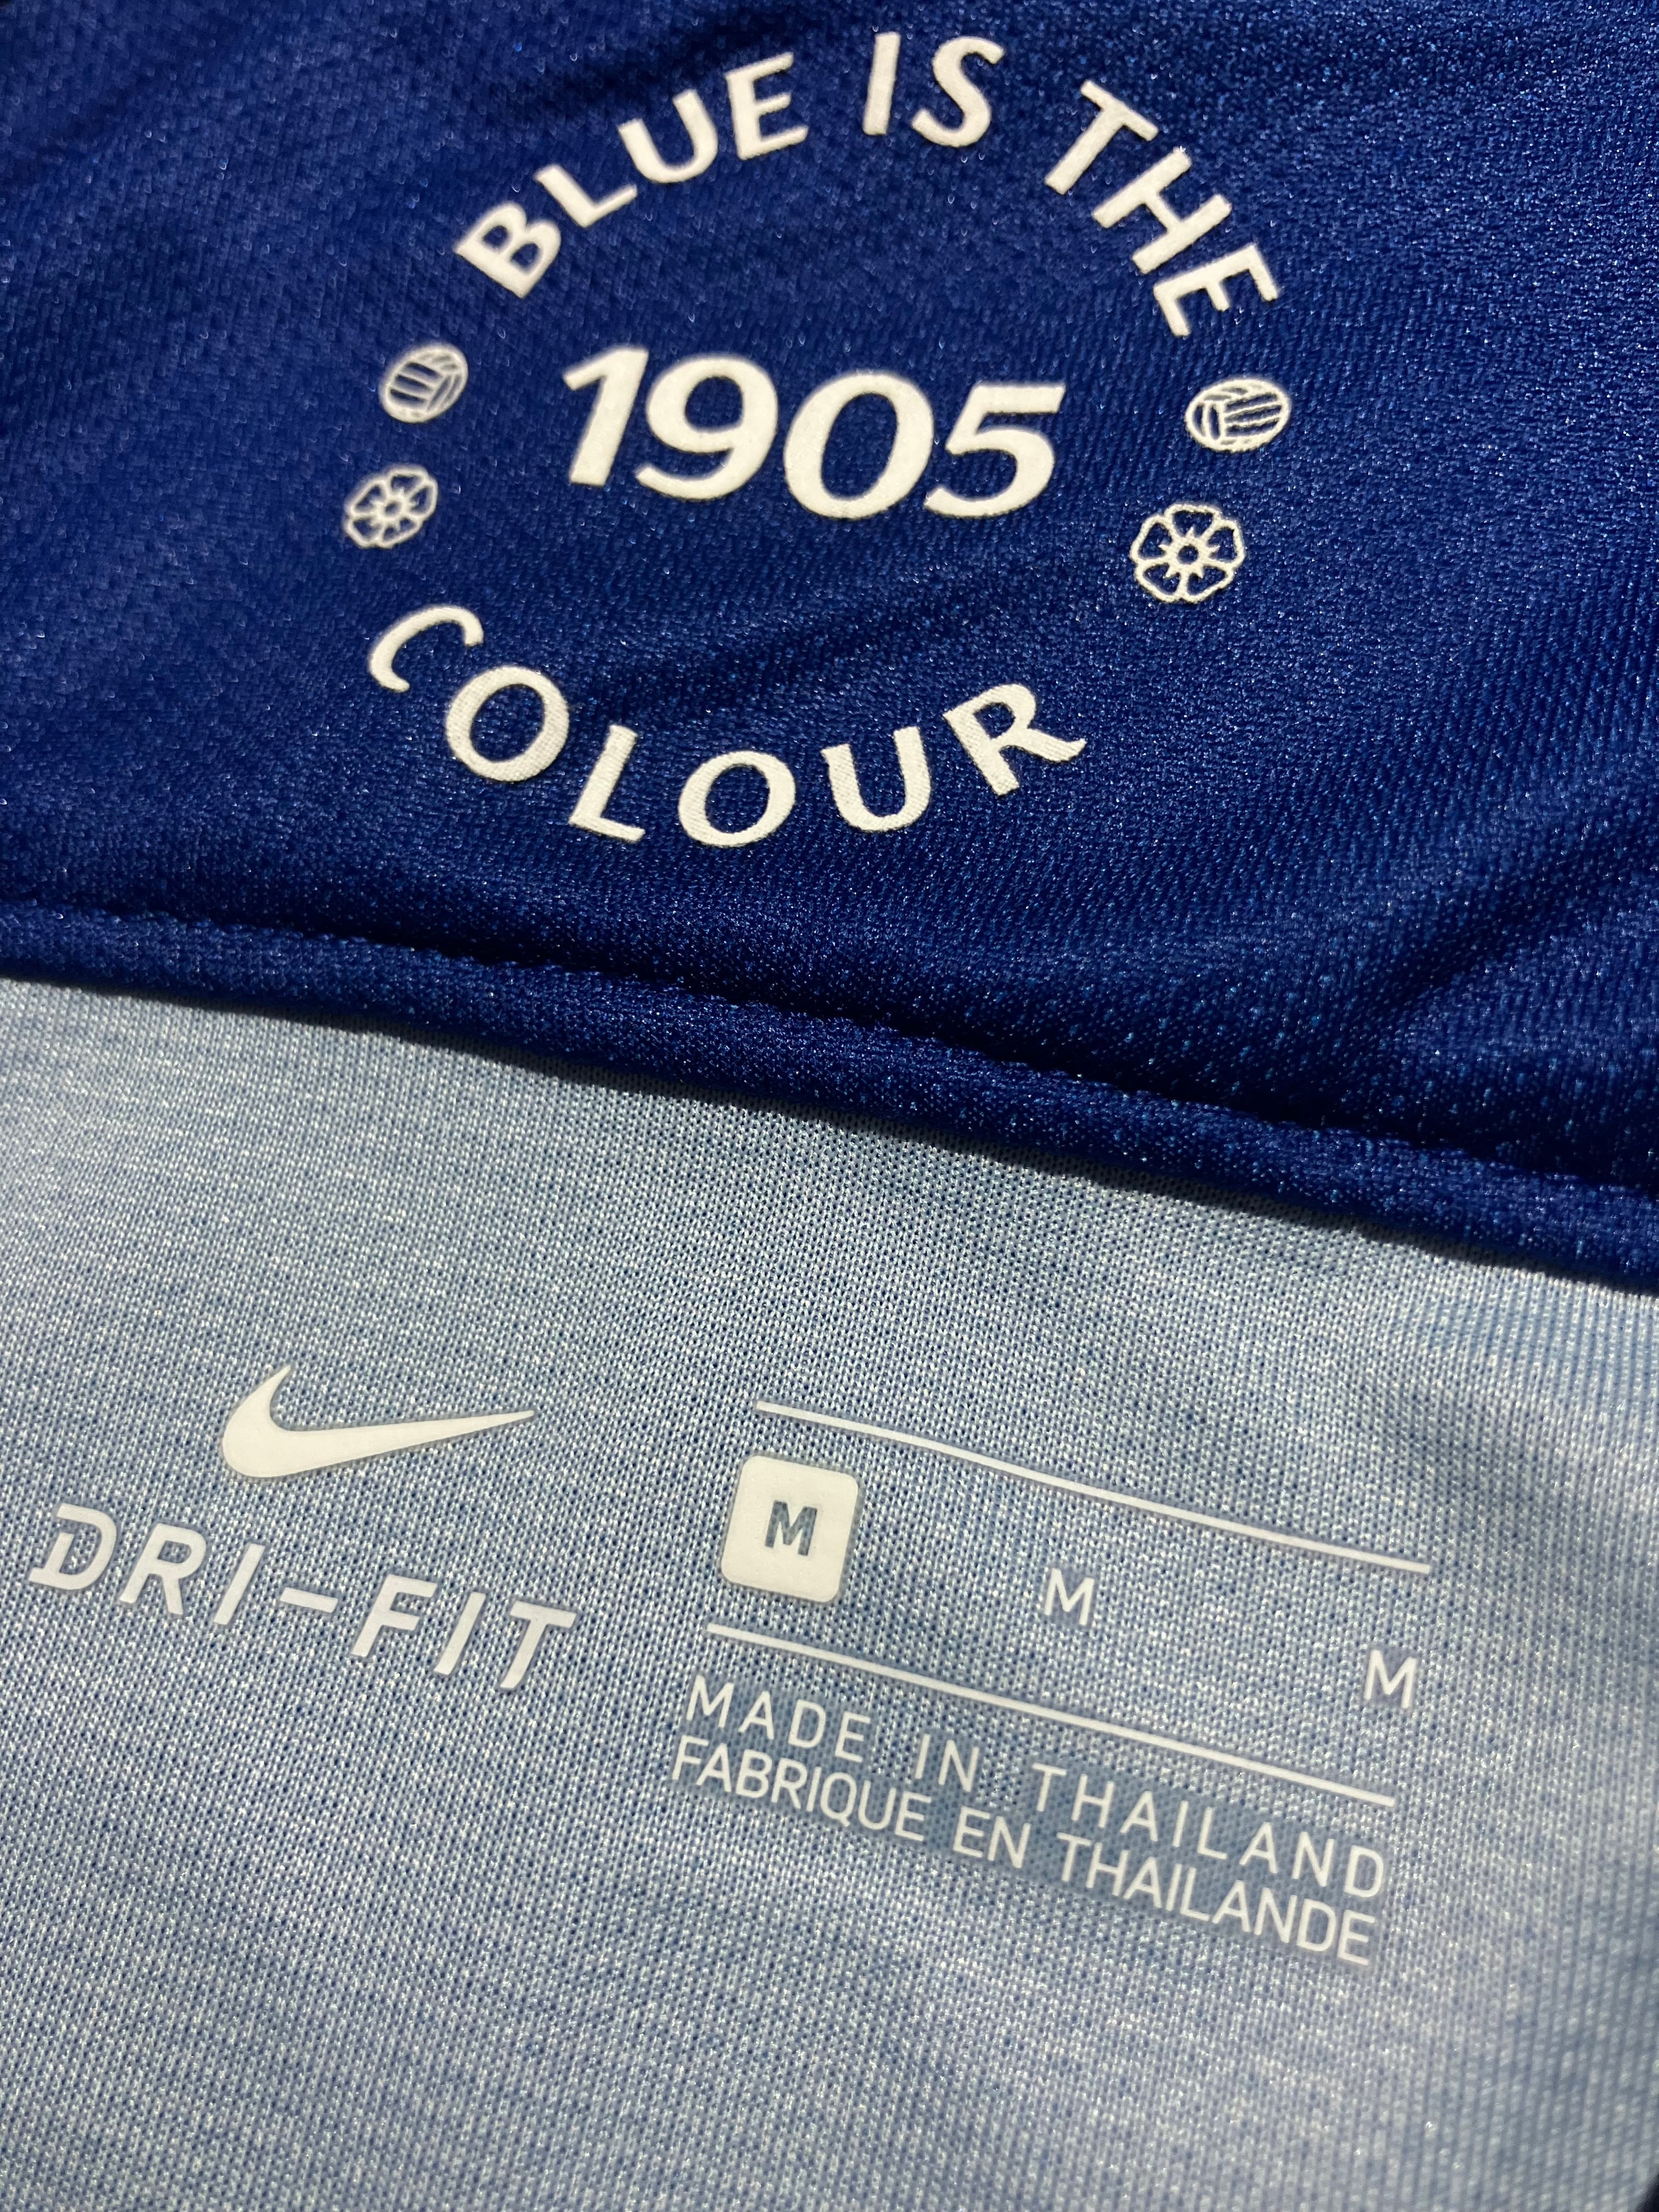 BLUE IS THE
1905
COLOUR
DRI-FIT
M M M
MADE IN THAILAND
FABRIQUE EN THAILANDE